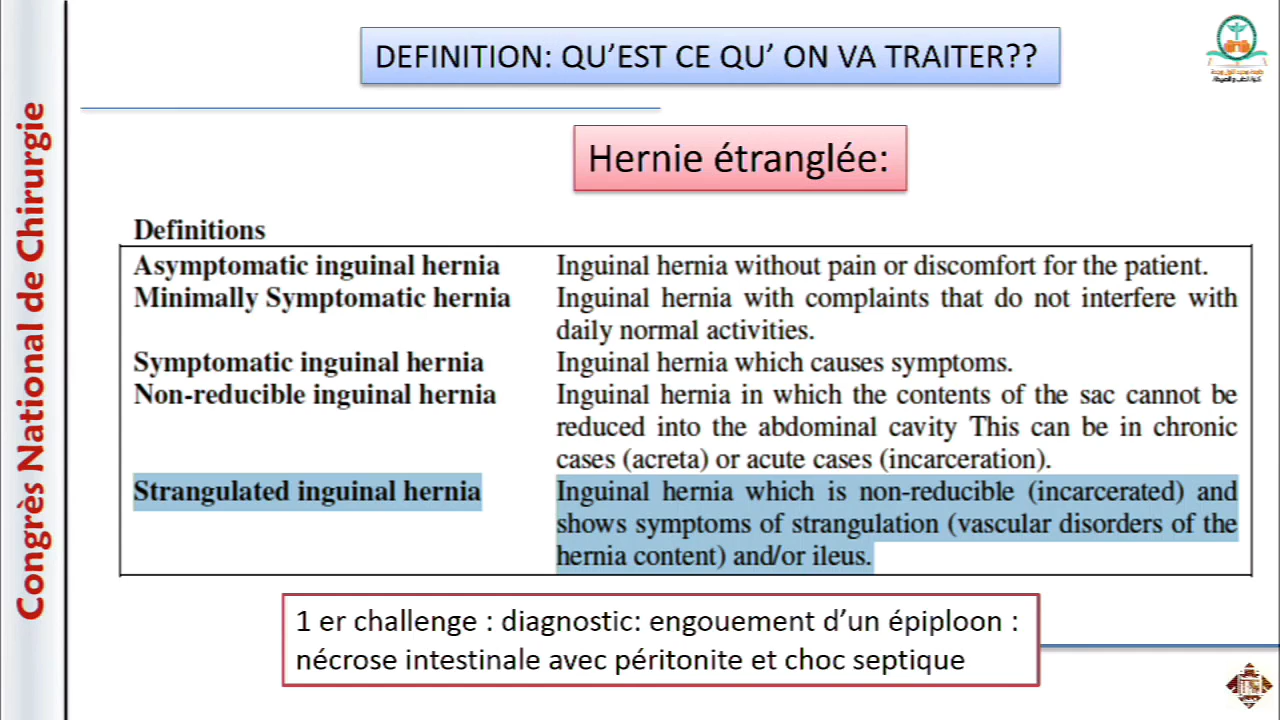 DEFINITION: QU'EST CE QU' ON VA TRAITER??
Congrès National de Chirurgie
Hernie étranglée:
Definitions
Asymptomatic inguinal hernia Inguinal hernia without pain or discomfort for the patient.
Minimally Symptomatic hernia Inguinal hernia with complaints that do not interfere with
daily normal activities.
Symptomatic inguinal hernia Inguinal hernia which causes symptoms.
Non-reducible inguinal hernia Inguinal hernia in which the contents of the sac cannot be
reduced into the abdominal cavity This can be in chronic
cases (acreta) or acute cases (incarceration).
Strangulated inguinal hernia Inguinal hernia which is non-reducible (incarcerated) and
shows symptoms of strangulation (vascular disorders of the
hernia content) and/or ileus.
1 er challenge : diagnostic: engouement d'un épiploon :
nécrose intestinale avec péritonite et choc septique